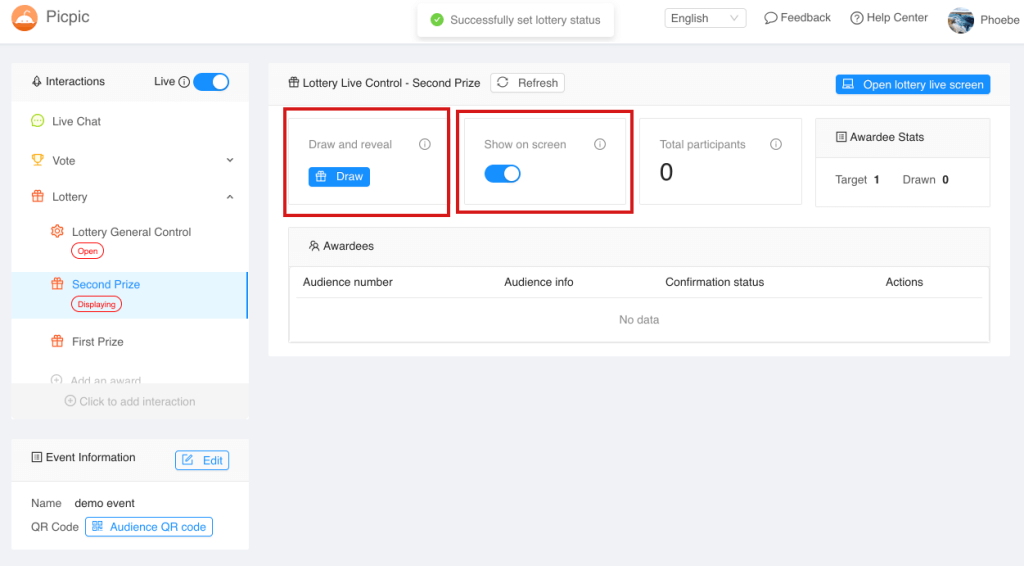 Picpic
Successfully set lottery status
English
Feedback
Help Center
Phoebe
Interactions
Live
Live Chat
Vote
Lottery
Lottery General Control
Open
Second Prize
Displaying
First Prize
Add an award
Click to add interaction
Event Information
Edit
Name demo event
QR Code Audience QR code
Lottery Live Control - Second Prize
Refresh
Open lottery live screen
Draw and reveal
Draw
Show on screen
Total participants
0
Awardee Stats
Target 1 Drawn 0
Awardees
Audience number Audience info Confirmation status Actions
No data